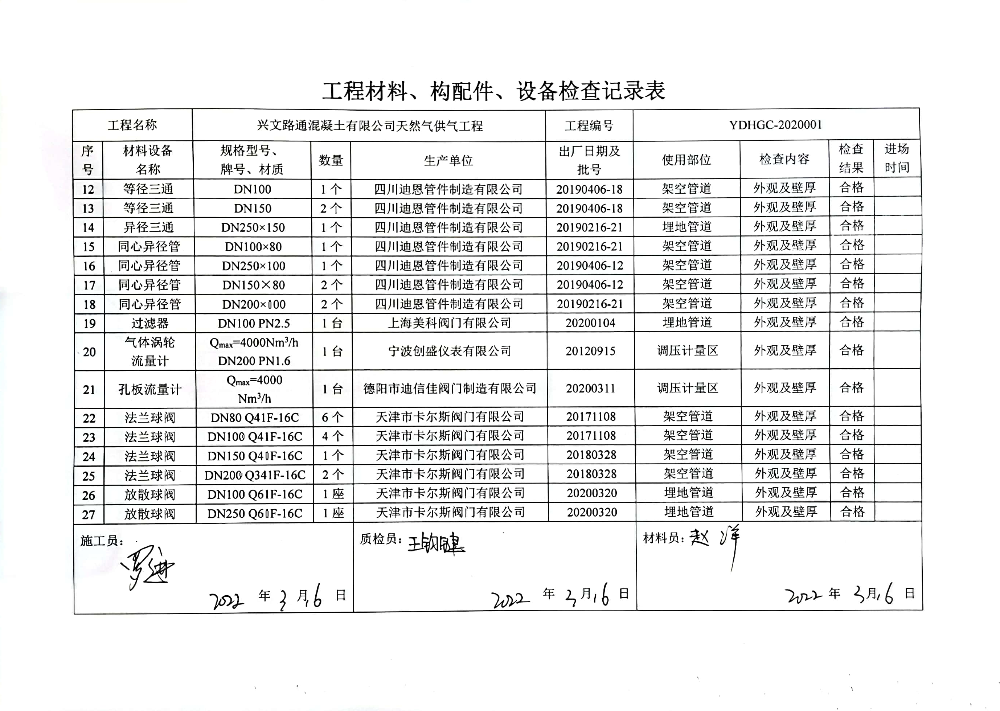 工程材料、构配件、设备检查记录表
工程名称 兴文路通混凝土有限公司天然气供气工程 工程编号 YDHGC-2020001
序号 材料设备名称 规格型号、牌号、材质 数量 生产单位 出厂日期及批号 使用部位 检查内容 检查结果 进场时间
12 等径三通 DN100 1个 四川迪恩管件制造有限公司 20190406-18 架空管道 外观及壁厚 合格
13 等径三通 DN150 2个 四川迪恩管件制造有限公司 20190406-18 架空管道 外观及壁厚 合格
14 异径三通 DN250×150 1个 四川迪恩管件制造有限公司 20190216-21 埋地管道 外观及壁厚 合格
15 同心异径管 DN100×80 1个 四川迪恩管件制造有限公司 20190216-21 架空管道 外观及壁厚 合格
16 同心异径管 DN250×100 1个 四川迪恩管件制造有限公司 20190406-12 架空管道 外观及壁厚 合格
17 同心异径管 DN150×80 2个 四川迪恩管件制造有限公司 20190406-12 架空管道 外观及壁厚 合格
18 同心异径管 2个 四川迪恩管件制造有限公司 20190216-21 架空管道 外观及壁厚 合格
19 过滤器 DN100 PN2.5 1台 上海美科阀门有限公司 20200104 埋地管道 外观及壁厚 合格
20 气体涡轮流量计 Qmax=4000Nm³/h DN200 PN1.6 1台 宁波创盛仪表有限公司 20120915 调压计量区 外观及壁厚 合格
21 孔板流量计 Qmax=4000 Nm³/h 1台 德阳市迪信佳阀门制造有限公司 20200311 调压计量区 外观及壁厚 合格
22 法兰球阀 DN80 Q41F-16C 6个 天津市卡尔斯阀门有限公司 20171108 架空管道 外观及壁厚 合格
23 法兰球阀 DN100 Q41F-16C 4个 天津市卡尔斯阀门有限公司 20171108 架空管道 外观及壁厚 合格
24 法兰球阀 DN150 1个 天津市卡尔斯阀门有限公司 20180328 架空管道 外观及壁厚 合格
25 法兰球阀 DN200 Q341F-16C 2个 天津市卡尔斯阀门有限公司 20180328 架空管道 外观及壁厚 合格
26 放散球阀 DN100 Q61F-16C 1座 天津市卡尔斯阀门有限公司 20200320 埋地管道 外观及壁厚 合格
27 放散球阀 DN250 1座 天津市卡尔斯阀门有限公司 20200320 埋地管道 外观及壁厚 合格
施工员： 质检员： 材料员：赵洋
2022年3月16日 2022年3月16日 2022年3月16日